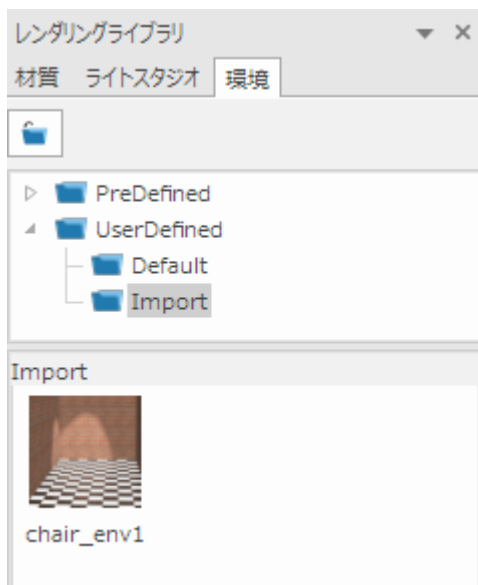 レンダリングライブラリ
材質 ライトスタジオ 環境
PreDefined
UserDefined
Default
Import
Import
chair_env1